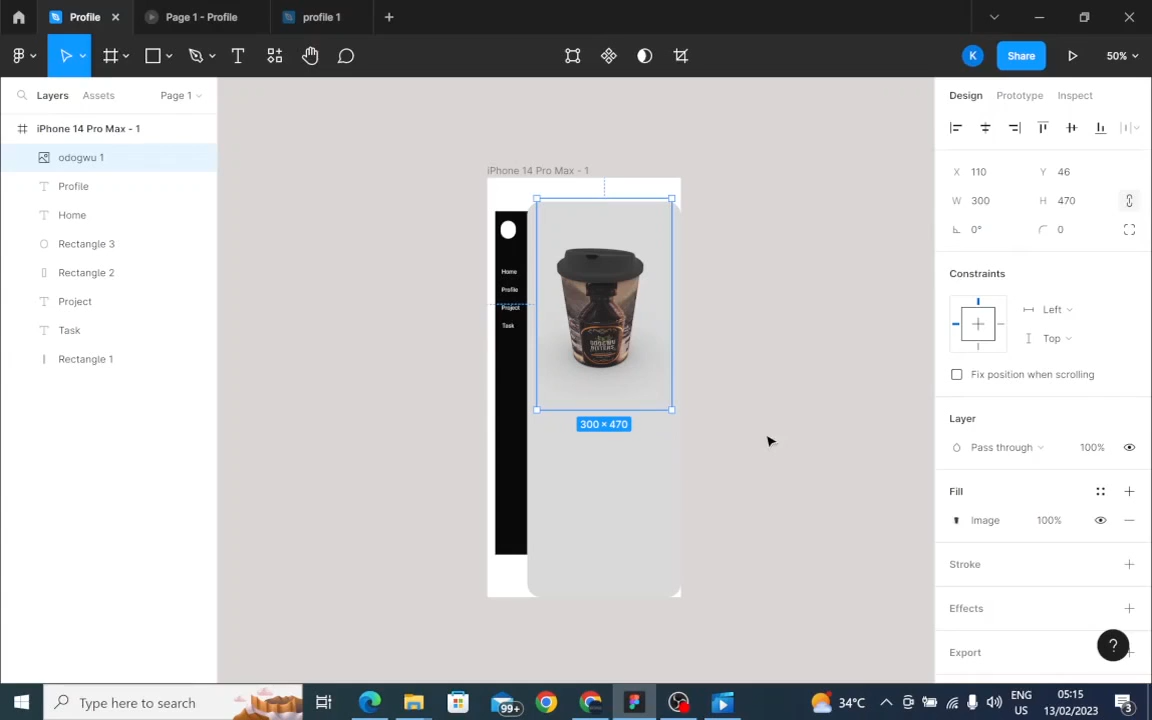 Profile
Page 1 - Profile
profile 1
K
Share
50%
Layers
Assets
Page 1
Design
Prototype
Inspect
iPhone 14 Pro Max - 1
odogwu 1
Profile
Home
Rectangle 3
Rectangle 2
Project
Task
Rectangle 1
iPhone 14 Pro Max - 1
Home
Profile
Project
Task
ODOGWU
BITTERS
300 × 470
X 110 Y 46
W 300 H 470
0° 0
Constraints
Left
Top
Fix position when scrolling
Layer
Pass through 100%
Fill
Image 100%
Stroke
Effects
Export
?
Type here to search
99+
34°C
ENG
US
05:15
13/02/2023
3